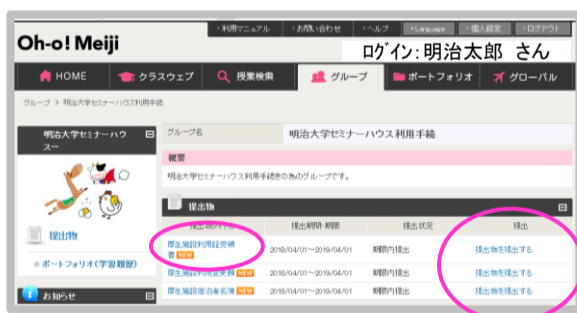 ›利用マニュアル ›お問い合わせ ›ヘルプ Language ›個人設定 ›ログアウト
Oh-o! Meiji
ログイン:明治太郎 さん
HOME クラスウェブ 授業検索 グループ ポートフォリオ グローバル
グループ > 明治大学セミナーハウス利用手続
明治大学セミナーハウス
グループ名 明治大学セミナーハウス利用手続
概要
明治大学セミナーハウス利用手続きの為のグループです。
提出物
提出物タイトル 提出期間・期限 提出状況 提出
厚生施設利用証交換書 NEW 2018/04/01~2019/04/01 期間内提出 提出物を提出する
NEW 2018/04/01~2019/04/01 期間内提出 提出物を提出する
厚生施設宿泊者名簿 NEW 2018/04/01~2019/04/01 期間内提出 提出物を提出する
提出物
ポートフォリオ(学習履歴)
お知らせ